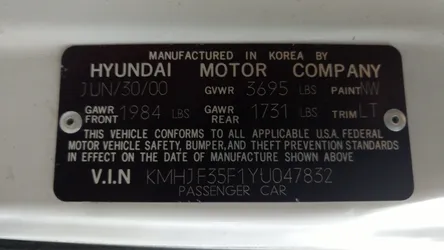 MANUFACTURED IN KOREA BY
HYUNDAI MOTOR COMPANY
JUN/30/00 GVWR 3695 LBS PAINT NW
GAWR FRONT 1984 LBS GAWR REAR 1731 LBS TRIM LT
THIS VEHICLE CONFORMS TO ALL APPLICABLE U.S.A. FEDERAL
MOTOR VEHICLE SAFETY, BUMPER, AND THEFT PREVENTION STANDARDS
IN EFFECT ON THE DATE OF MANUFACTURE SHOWN ABOVE
V.I.N KMHJF35F1YU047832
PASSENGER CAR